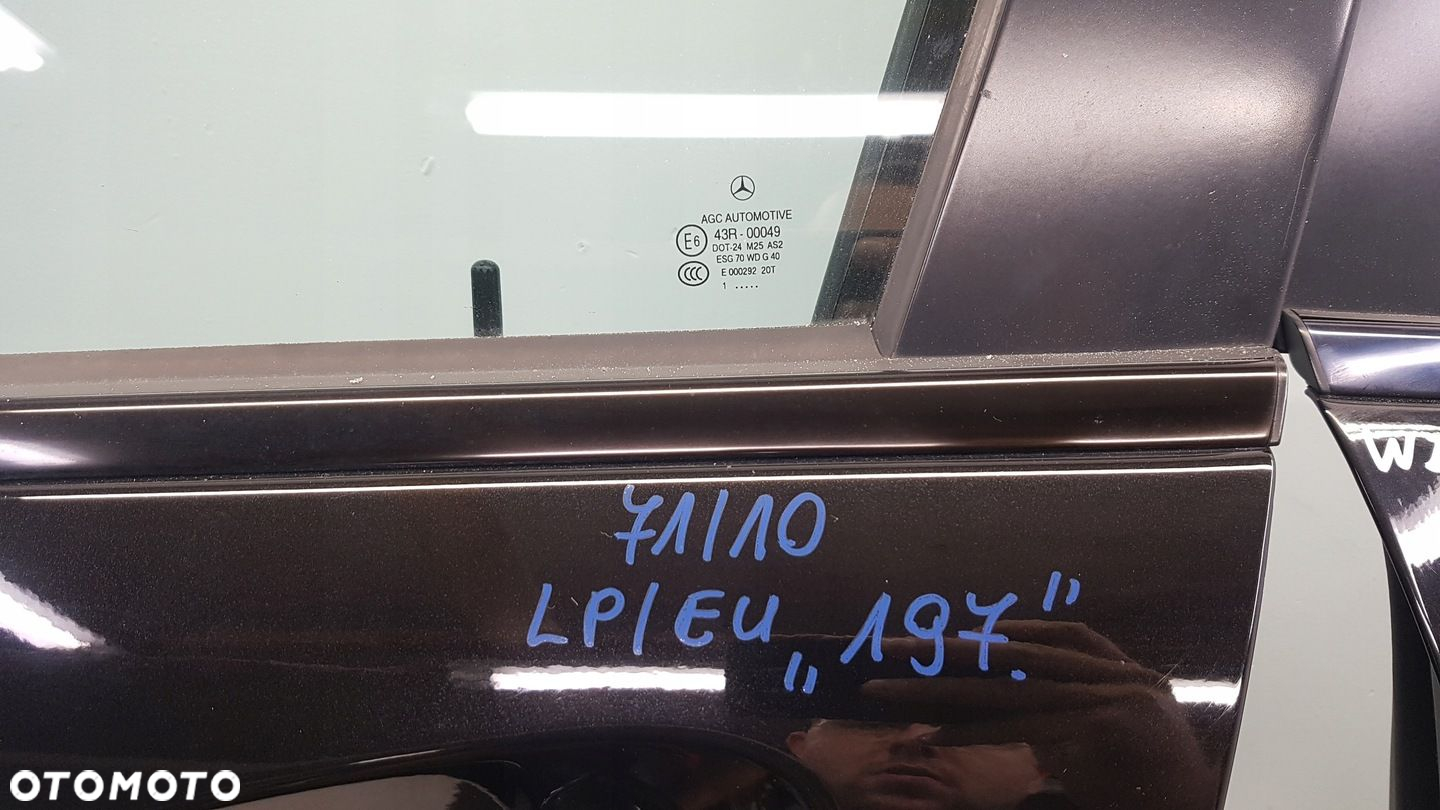 AGC AUTOMOTIVE
E6 43R - 00049
DOT-24 M25 AS2
ESG 70 WD G 40
CCC E 000292 20T
1 .....
71/10
LP/EU „197."
OTOMOTO